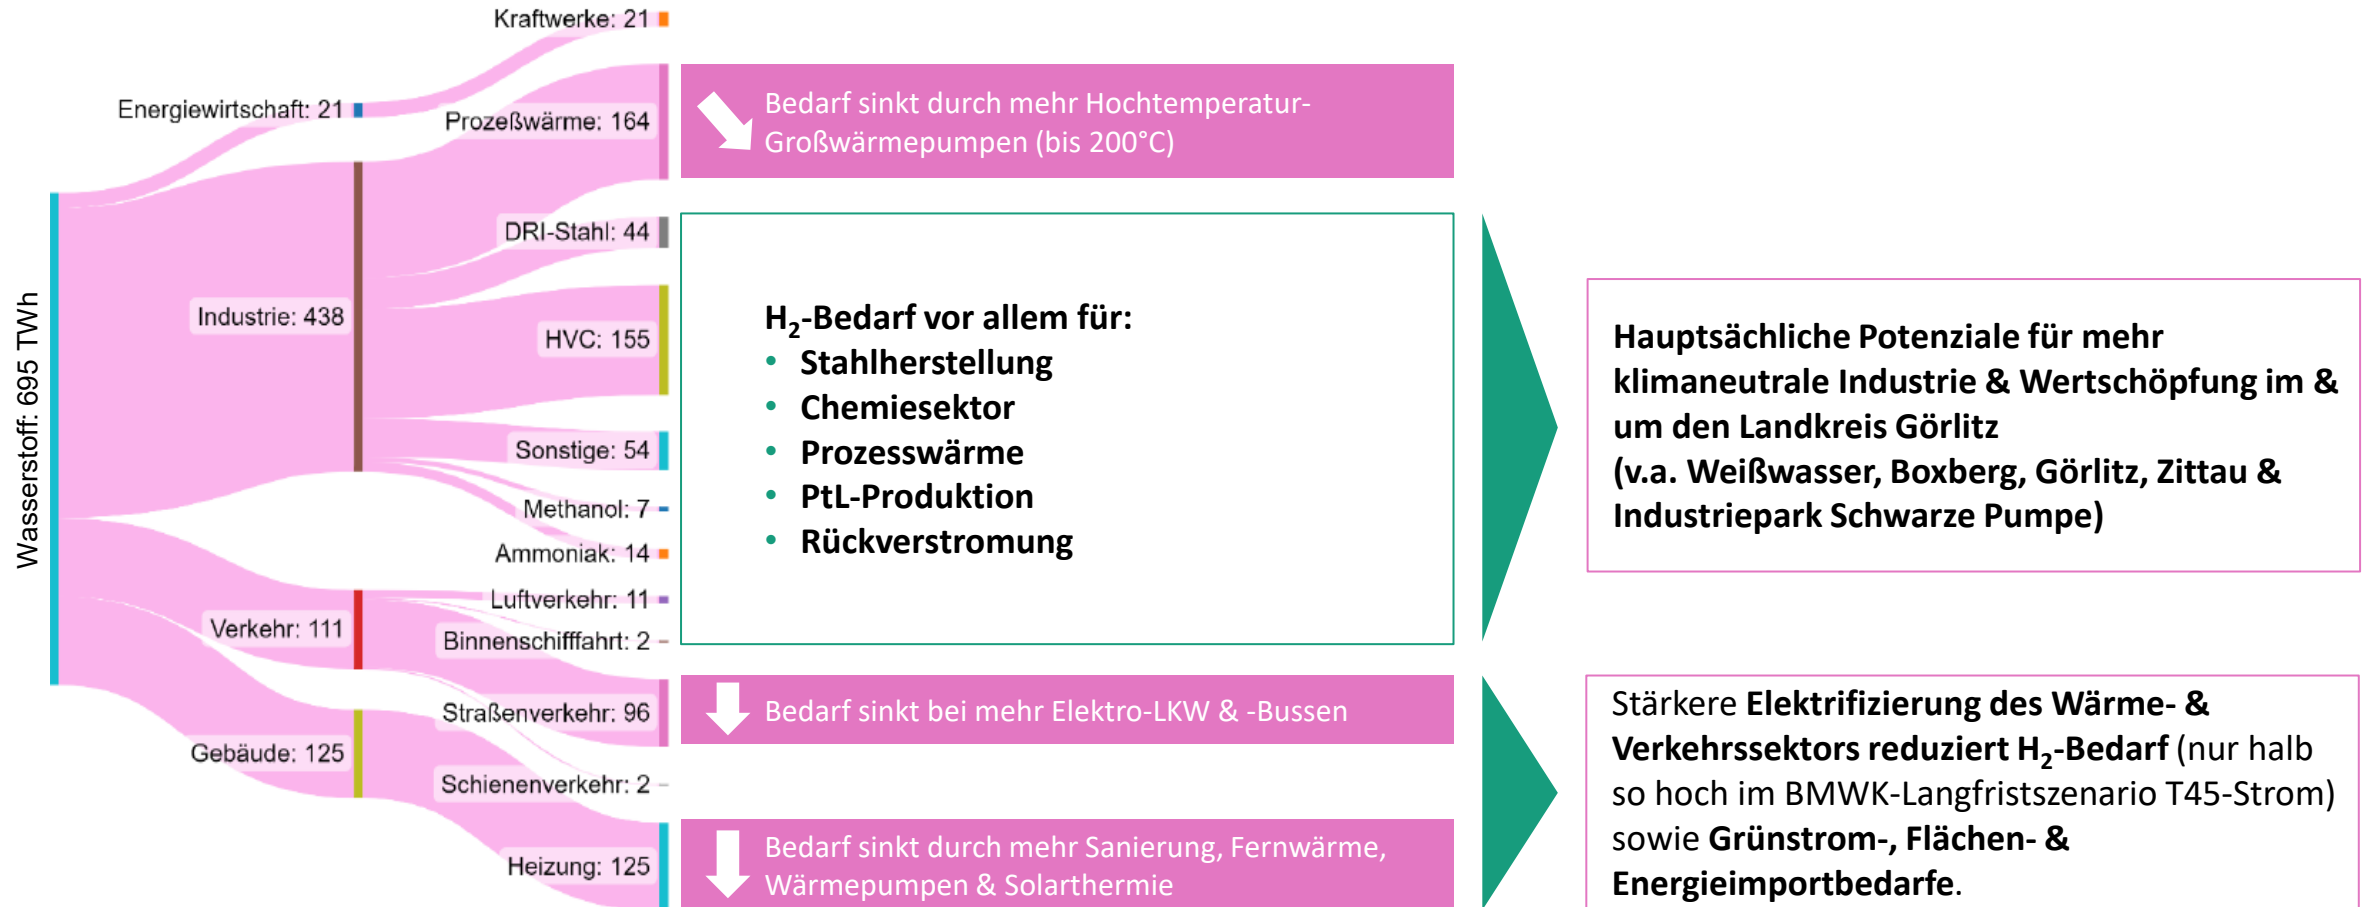 Wasserstoff: 695 TWh
Energiewirtschaft: 21
Industrie: 438
Verkehr: 111
Gebäude: 125
Kraftwerke: 21
Prozeßwärme: 164
DRI-Stahl: 44
HVC: 155
Sonstige: 54
Methanol: 7
Ammoniak: 14
Luftverkehr: 11
Binnenschifffahrt: 2
Straßenverkehr: 96
Schienenverkehr: 2
Heizung: 125
Bedarf sinkt durch mehr Hochtemperatur-
Großwärmepumpen (bis 200°C)
H₂-Bedarf vor allem für:
• Stahlherstellung
• Chemiesektor
• Prozesswärme
• PtL-Produktion
• Rückverstromung
Bedarf sinkt bei mehr Elektro-LKW & -Bussen
Bedarf sinkt durch mehr Sanierung, Fernwärme,
Wärmepumpen & Solarthermie
Hauptsächliche Potenziale für mehr
klimaneutrale Industrie & Wertschöpfung im &
um den Landkreis Görlitz
(v.a. Weißwasser, Boxberg, Görlitz, Zittau &
Industriepark Schwarze Pumpe)
Stärkere Elektrifizierung des Wärme- &
Verkehrssektors reduziert H₂-Bedarf (nur halb
so hoch im BMWK-Langfristszenario T45-Strom)
sowie Grünstrom-, Flächen- &
Energieimportbedarfe.